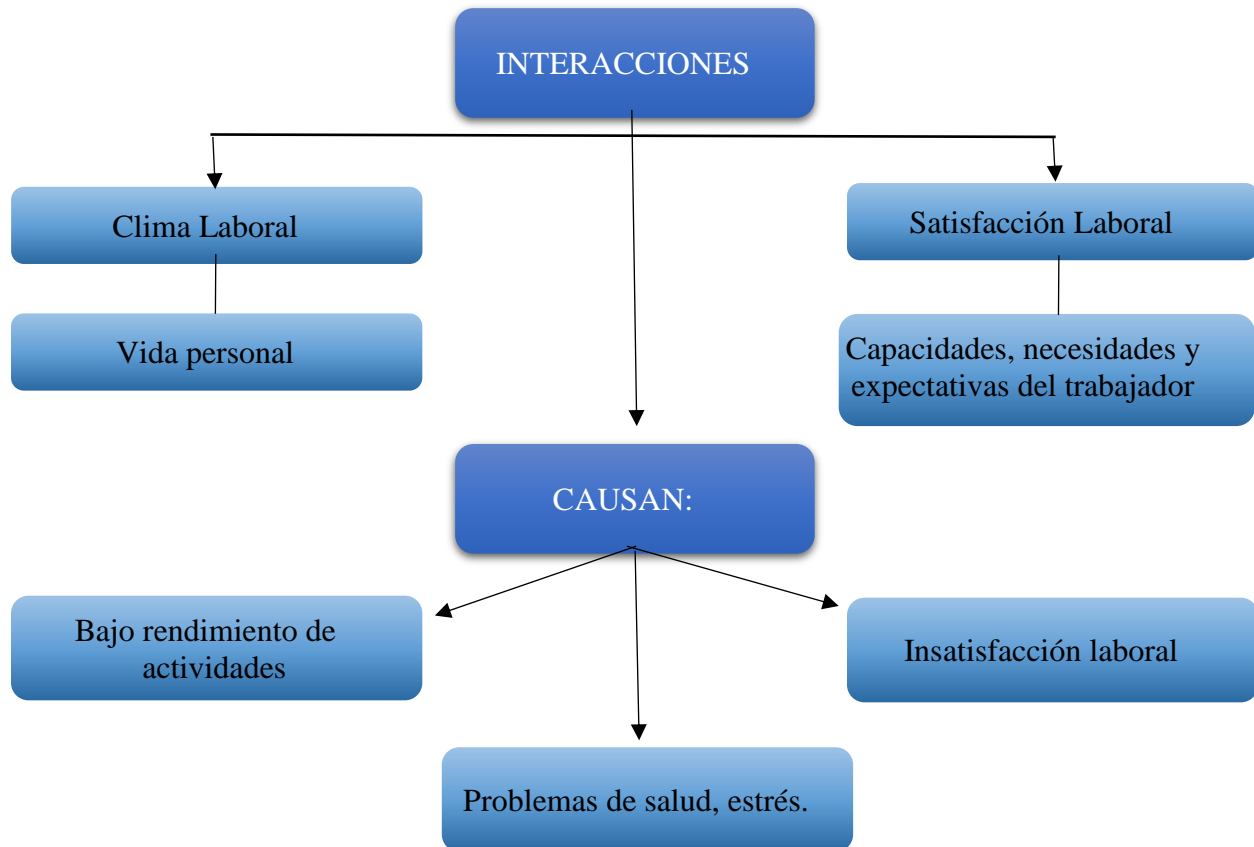 INTERACCIONES
Clima Laboral
Satisfacción Laboral
Vida personal
Capacidades, necesidades y
expectativas del trabajador
CAUSAN:
Bajo rendimiento de
actividades
Insatisfacción laboral
Problemas de salud, estrés.